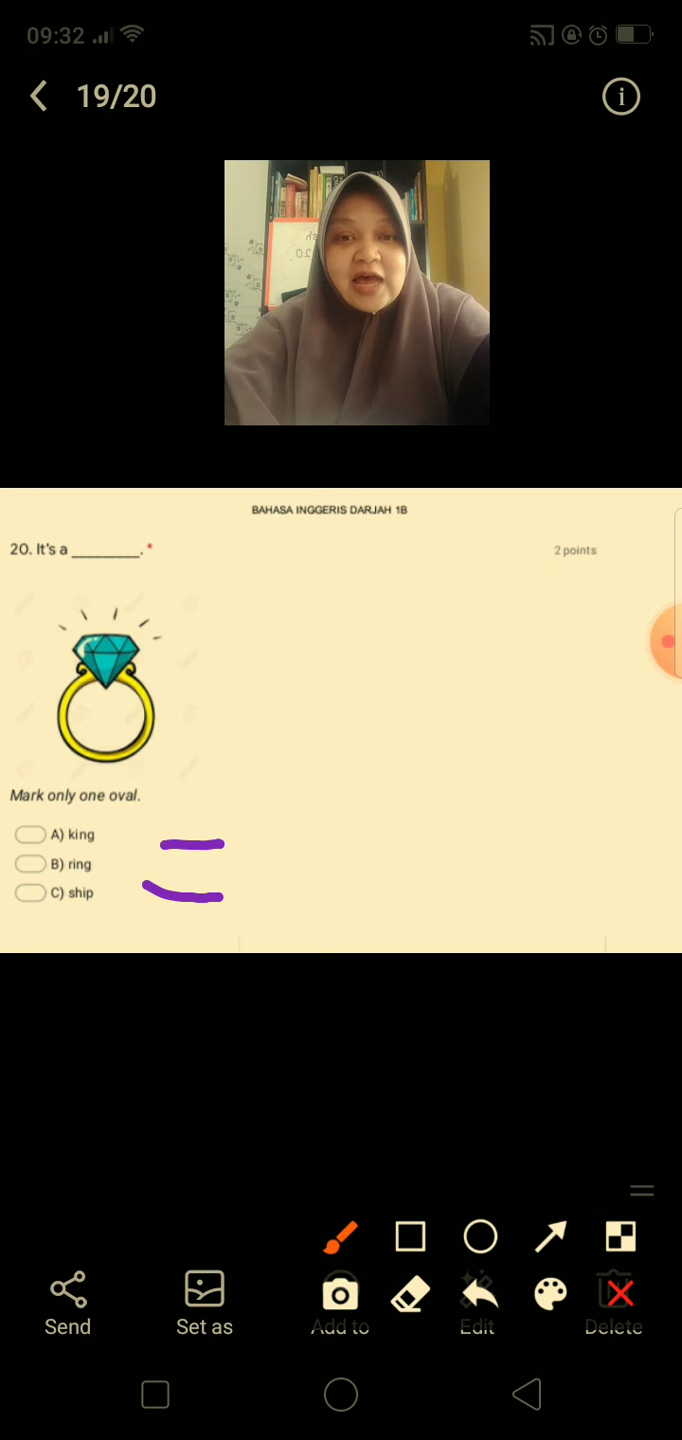 09:32
19/20
BAHASA INGGERIS DARJAH 1B
20. It's a _________. *
2 points
Mark only one oval.
A) king
B) ring
C) ship
Send
Set as
Add to
Edit
Delete